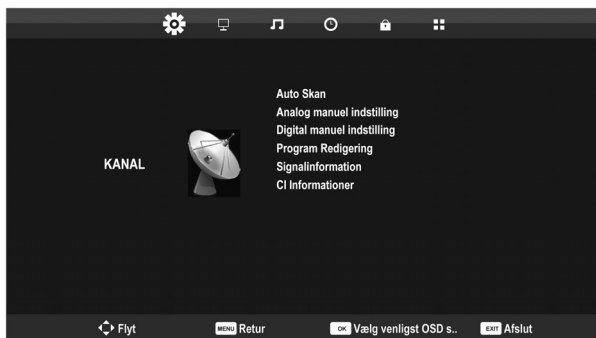 Auto Skan
Analog manuel indstilling
Digital manuel indstilling
Program Redigering
Signalinformation
CI Informationer
KANAL
Flyt
MENU Retur
OK Vælg venligst OSD s..
EXIT Afslut